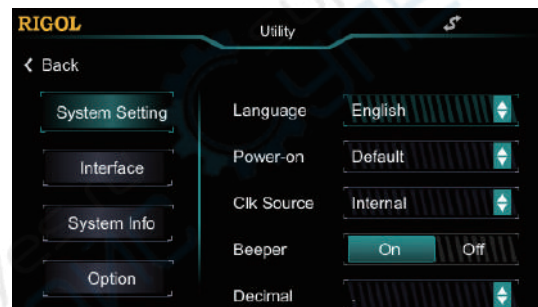 RIGOL
Utility
Back
System Setting
Interface
System Info
Option
Language English
Power-on Default
Clk Source Internal
Beeper On Off
Decimal .